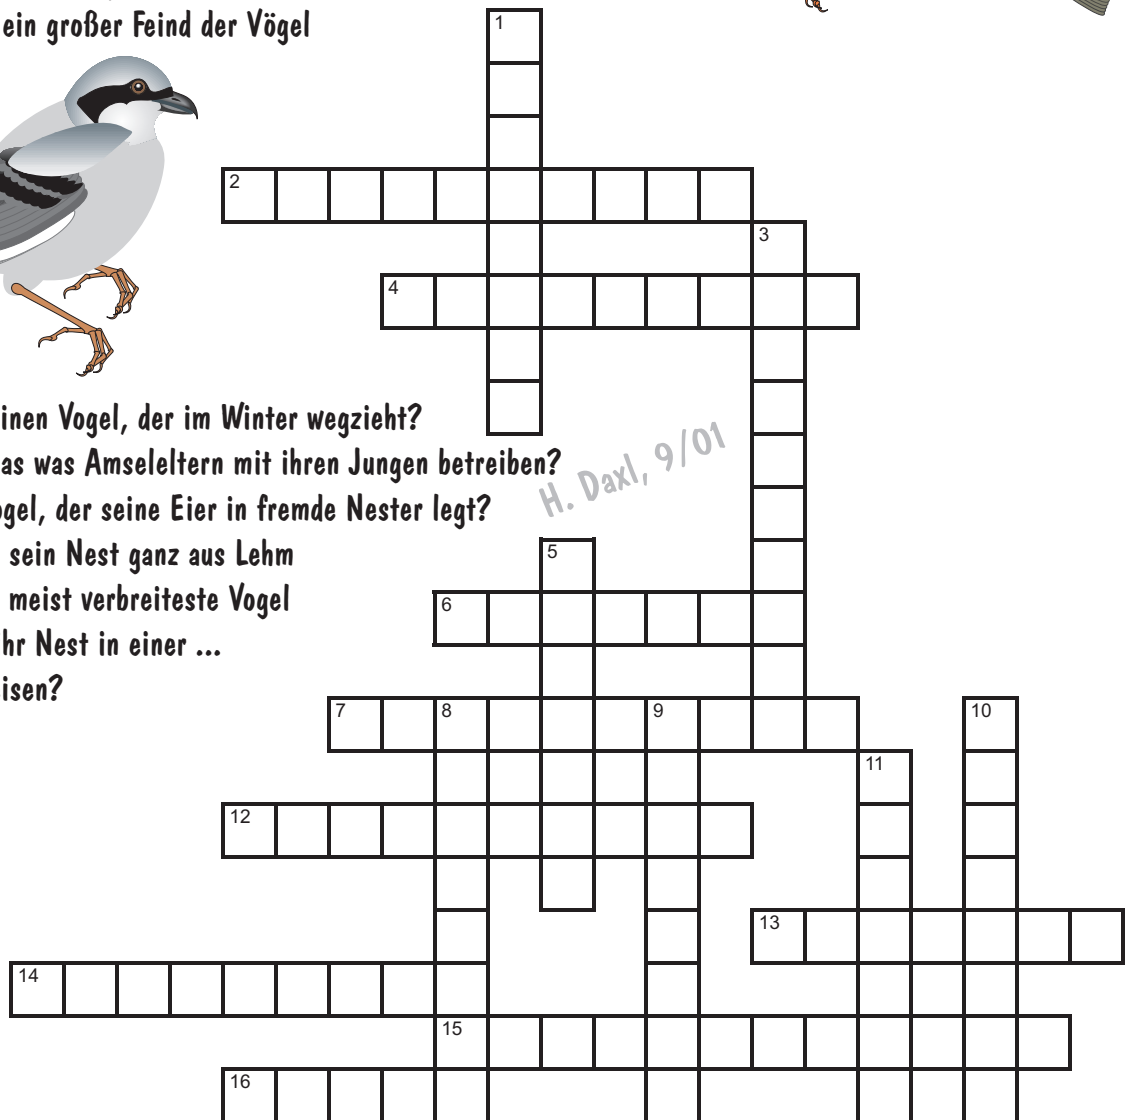 ein großer Feind der Vögel
1
2
3
4
inen Vogel, der im Winter wegzieht?
as was Amseleltern mit ihren Jungen betreiben?
H. Daxl, 9/01
ogel, der seine Eier in fremde Nester legt?
sein Nest ganz aus Lehm
5
meist verbreiteste Vogel
6
hr Nest in einer ...
isen?
7 8 9 10
11
12
13
14
15
16